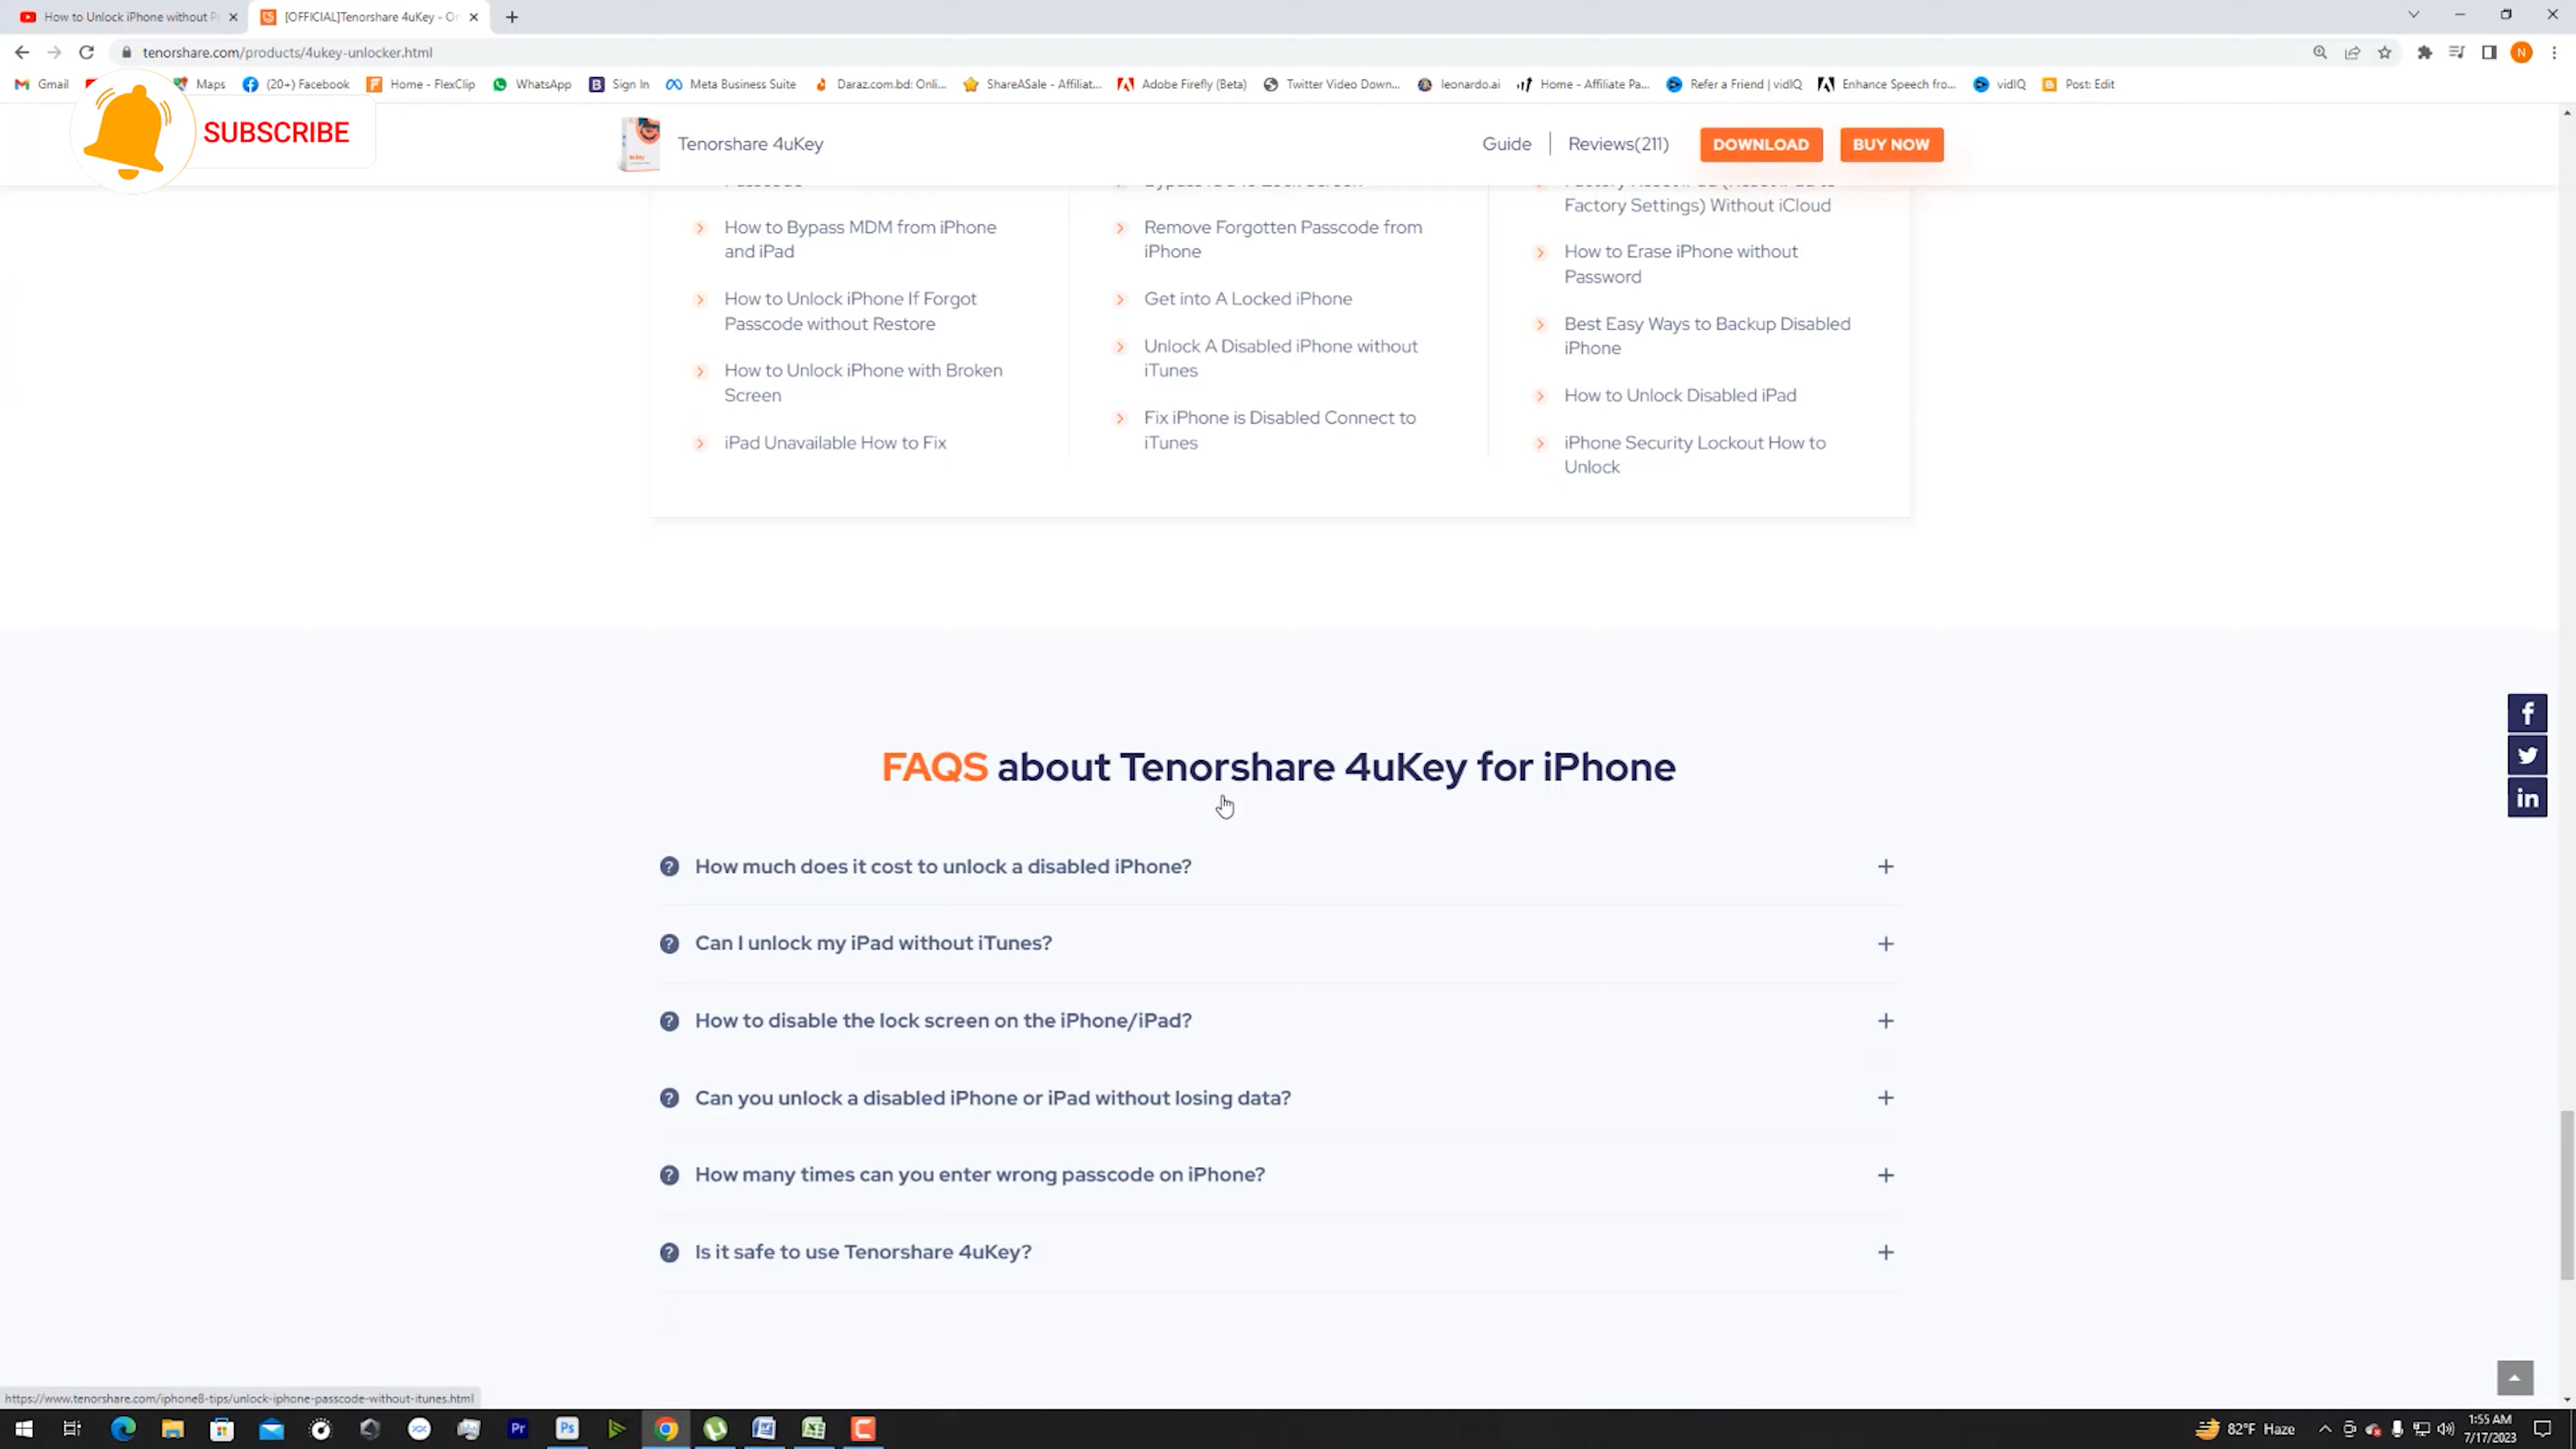 How to Unlock iPhone without P
[OFFICIAL]Tenorshare 4uKey - On
tenorshare.com/products/4ukey-unlocker.html
N
Gmail
Maps
(20+) Facebook
Home - FlexClip
WhatsApp
Sign In
Meta Business Suite
Daraz.com.bd: Onli...
ShareASale - Affiliat...
Adobe Firefly (Beta)
Twitter Video Down...
leonardo.ai
Home - Affiliate Pa...
Refer a Friend | vidIQ
Enhance Speech fro...
vidIQ
Post: Edit
SUBSCRIBE
Tenorshare 4uKey
Guide
Reviews(211)
DOWNLOAD
BUY NOW
Passcode
How to Bypass MDM from iPhone
and iPad
How to Unlock iPhone If Forgot
Passcode without Restore
How to Unlock iPhone with Broken
Screen
iPad Unavailable How to Fix
Remove Forgotten Passcode from
iPhone
Get into A Locked iPhone
Unlock A Disabled iPhone without
iTunes
Fix iPhone is Disabled Connect to
iTunes
Factory Settings) Without iCloud
How to Erase iPhone without
Password
Best Easy Ways to Backup Disabled
iPhone
How to Unlock Disabled iPad
iPhone Security Lockout How to
Unlock
FAQS about Tenorshare 4uKey for iPhone
How much does it cost to unlock a disabled iPhone?
Can I unlock my iPad without iTunes?
How to disable the lock screen on the iPhone/iPad?
Can you unlock a disabled iPhone or iPad without losing data?
How many times can you enter wrong passcode on iPhone?
Is it safe to use Tenorshare 4uKey?
https://www.tenorshare.com/iphone8-tips/unlock-iphone-passcode-without-itunes.html
Pr
Ps
82°F Haze
1:55 AM
7/17/2023